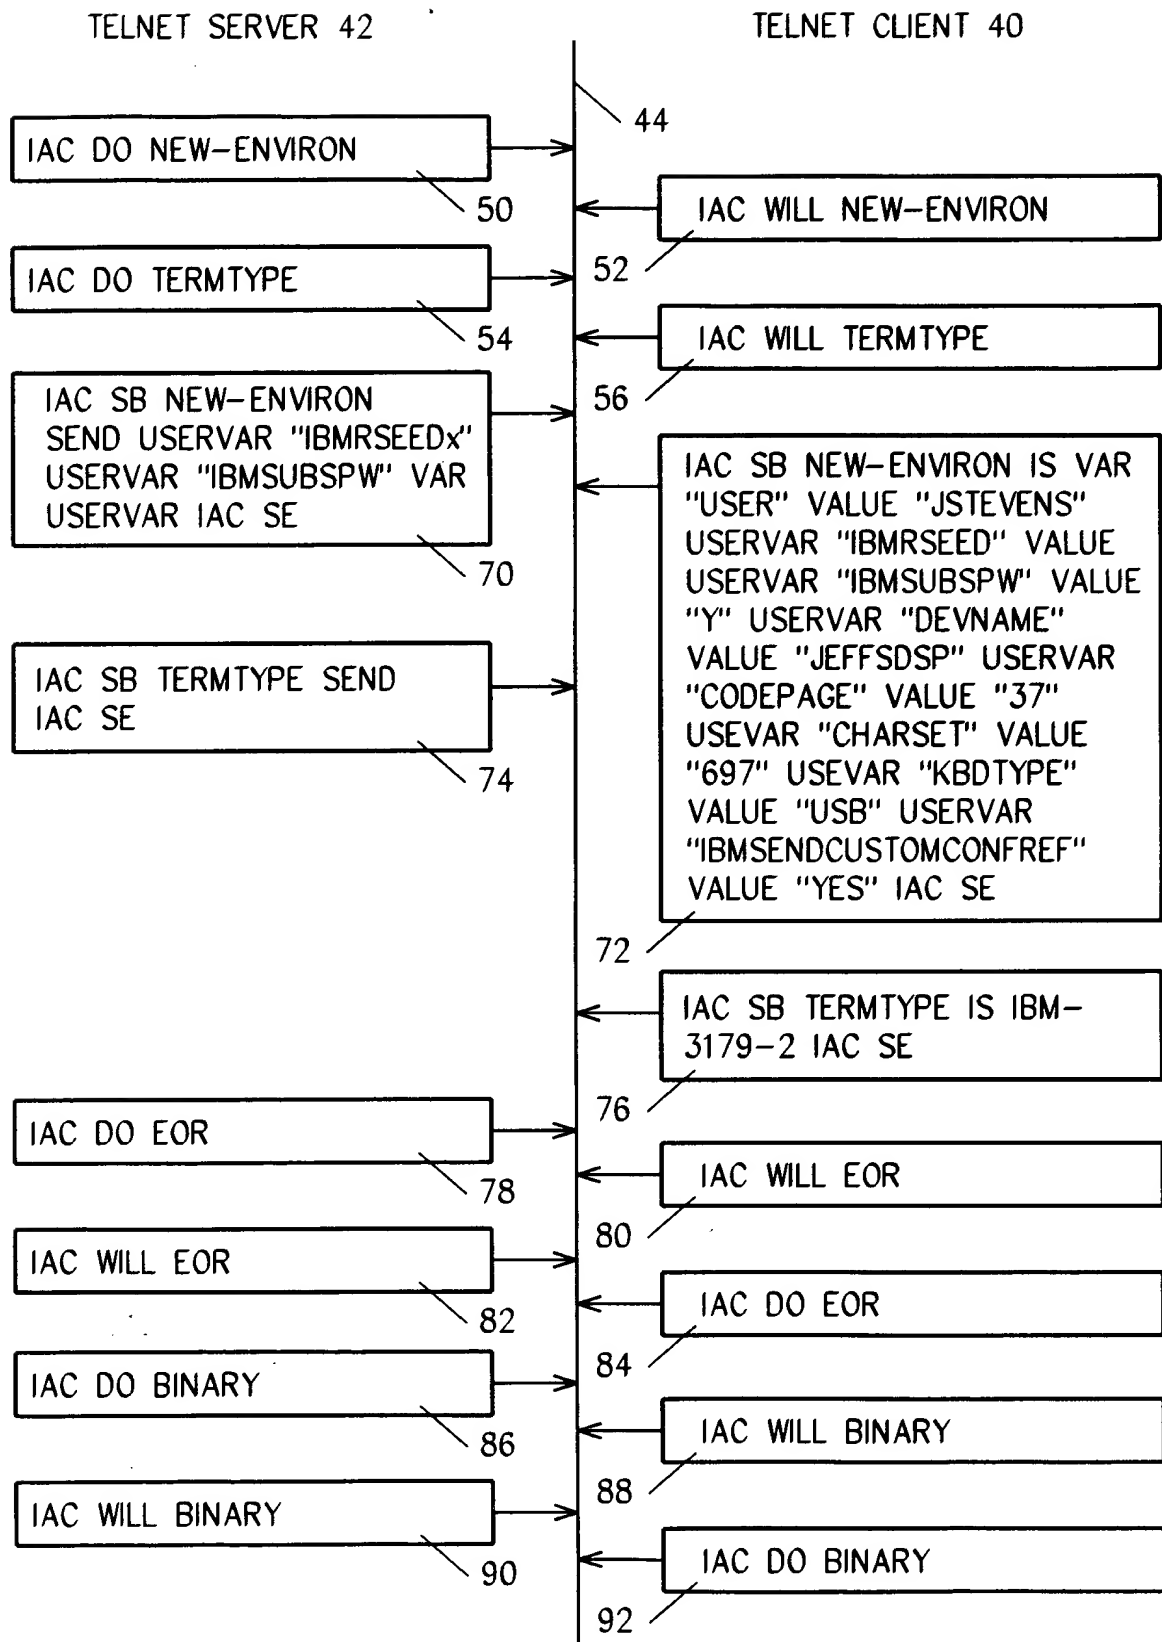 TELNET SERVER 42
TELNET CLIENT 40
44
IAC DO NEW-ENVIRON
50
IAC WILL NEW-ENVIRON
52
IAC DO TERMTYPE
54
IAC WILL TERMTYPE
56
IAC SB NEW-ENVIRON
SEND USERVAR "IBMRSEEDx"
USERVAR "IBMSUBSPW" VAR
USERVAR IAC SE
70
IAC SB NEW-ENVIRON IS VAR
"USER" VALUE "JSTEVENS"
USERVAR "IBMRSEED" VALUE
USERVAR "IBMSUBSPW" VALUE
"Y" USERVAR "DEVNAME"
VALUE "JEFFSDSP" USERVAR
"CODEPAGE" VALUE "37"
USEVAR "CHARSET" VALUE
"697" USEVAR "KBDTYPE"
VALUE "USB" USERVAR
"IBMSENDCUSTOMCONFREF"
VALUE "YES" IAC SE
72
IAC SB TERMTYPE SEND
IAC SE
74
IAC SB TERMTYPE IS IBM-
3179-2 IAC SE
76
IAC DO EOR
78
IAC WILL EOR
80
IAC WILL EOR
82
IAC DO EOR
84
IAC DO BINARY
86
IAC WILL BINARY
88
IAC WILL BINARY
90
IAC DO BINARY
92